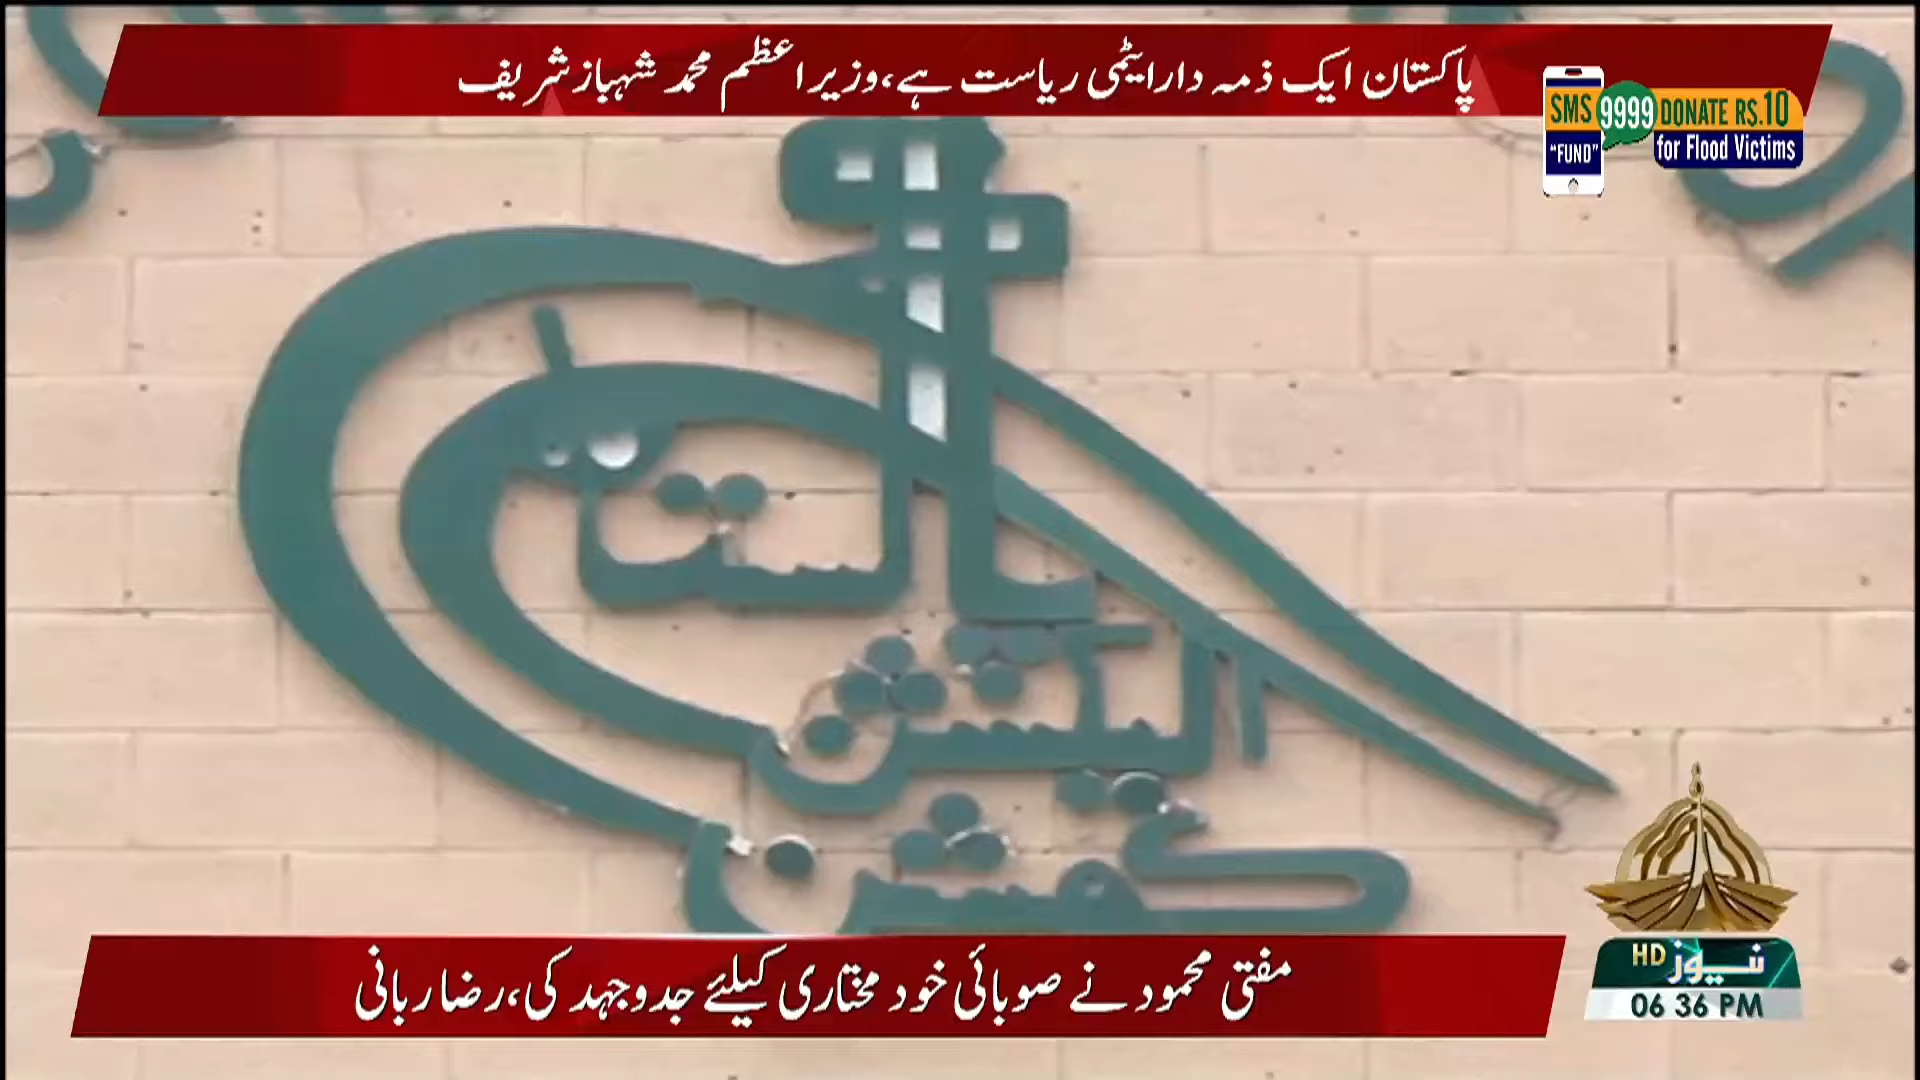 پاکستان ایک ذمہ دار ایٹمی ریاست ہے، وزیراعظم محمد شہباز شریف
SMS "FUND" 9999 DONATE RS.10
for Flood Victims
پاکستان
الیکشن
کمیشن
نیوز HD
06 36 PM
مفتی محمود نے صوبائی خود مختاری کیلئے جدوجہد کی، رضا ربانی